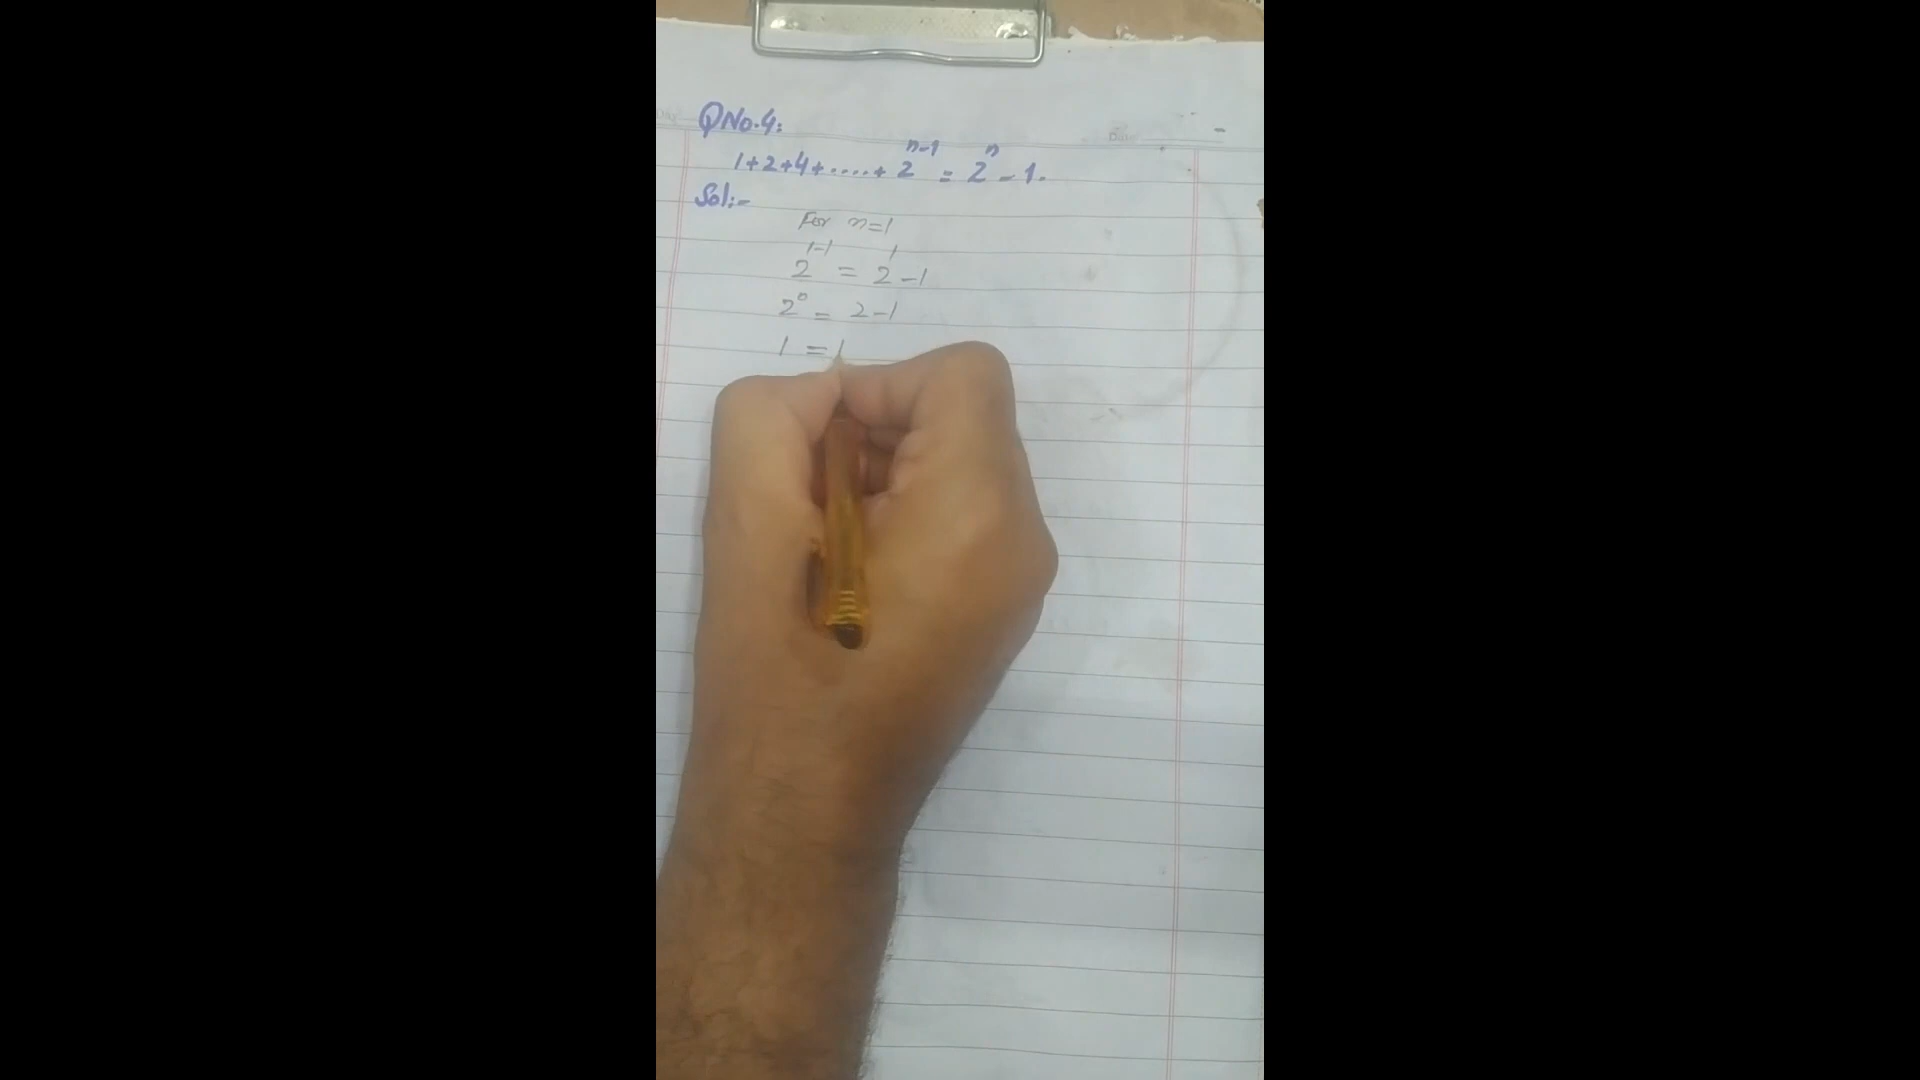 QNo.4:
1+2+4+.....+2^{n-1} = 2^n - 1.
Sol:-
For n=1
2^{1-1} = 2^1 - 1
2^0 = 2-1
1 = 1